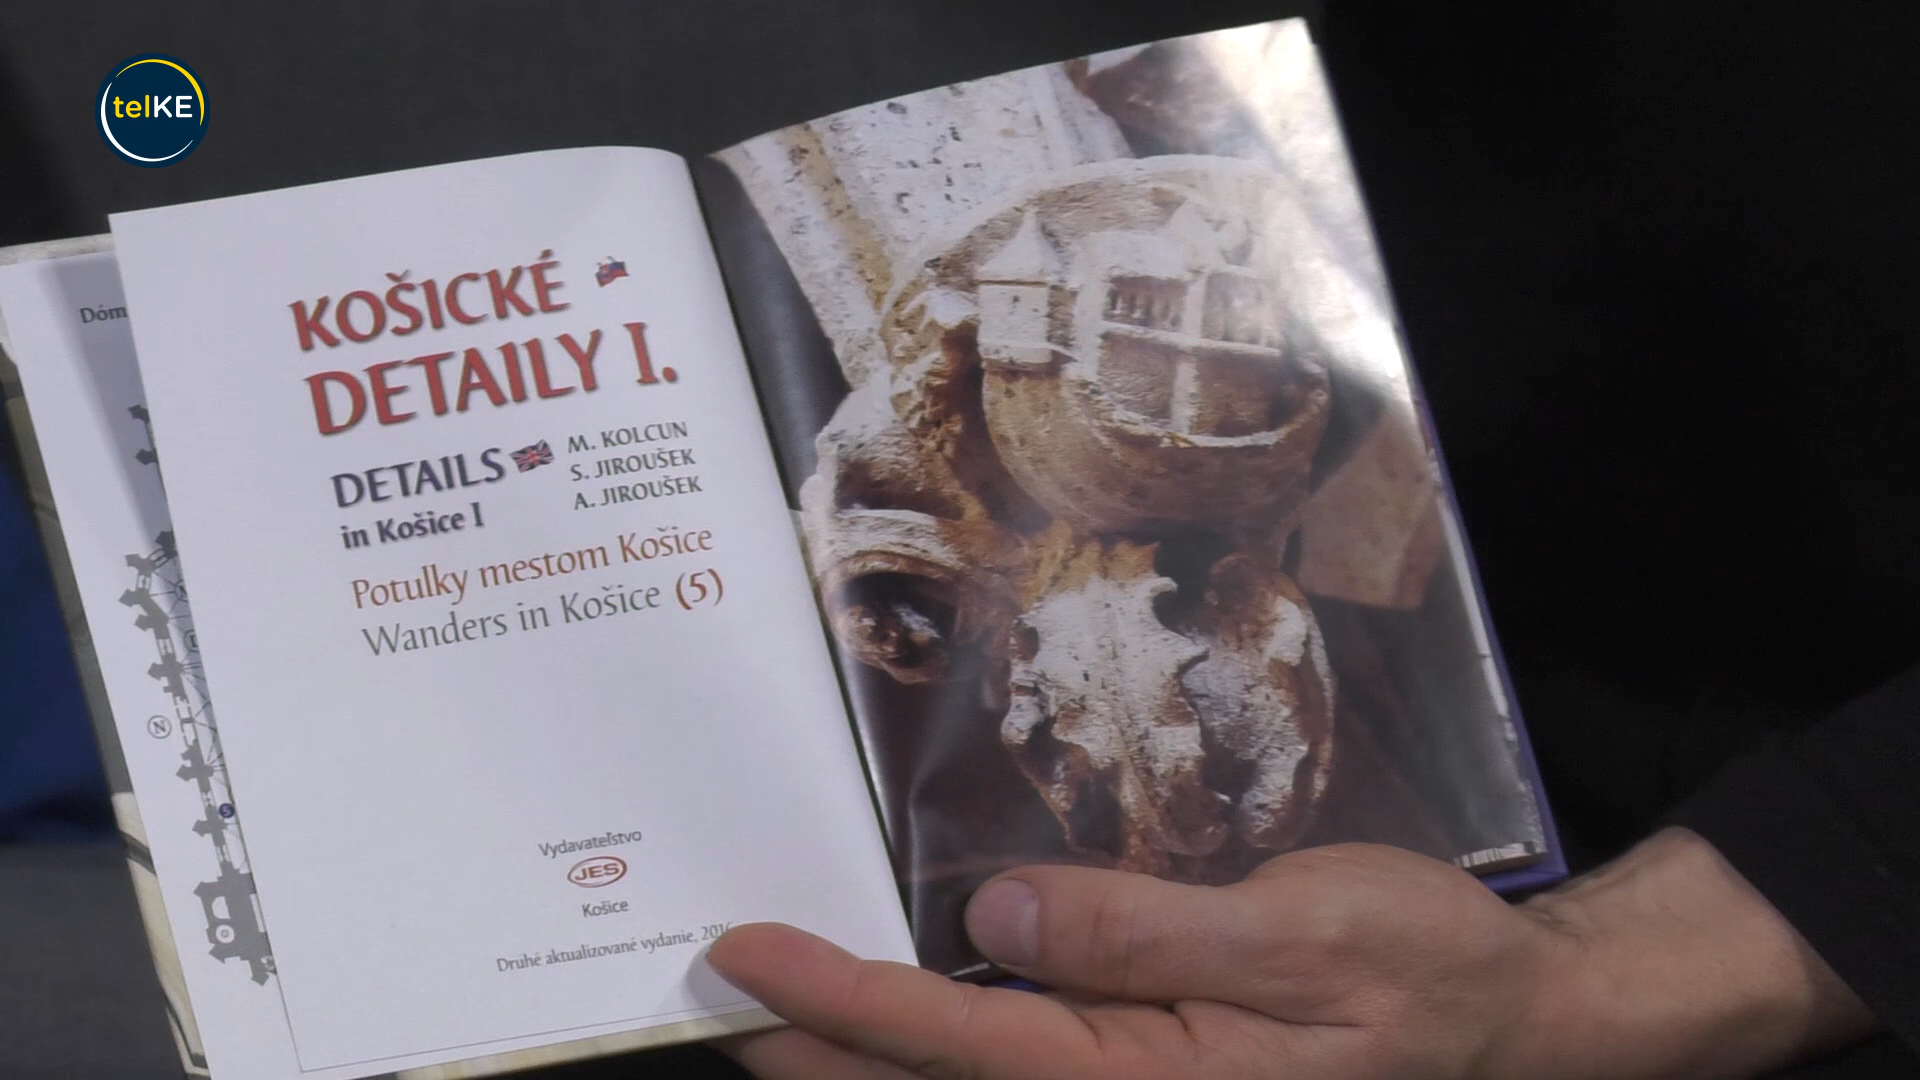 telKE
Dóm
N
5
KOŠICKÉ
DETAILY I.
DETAILS
in Košice I
M. KOLCUN
S. JIROUŠEK
A. JIROUŠEK
Potulky mestom Košice
Wanders in Košice (5)
Vydavateľstvo
JES
Košice
Druhé aktualizované vydanie,